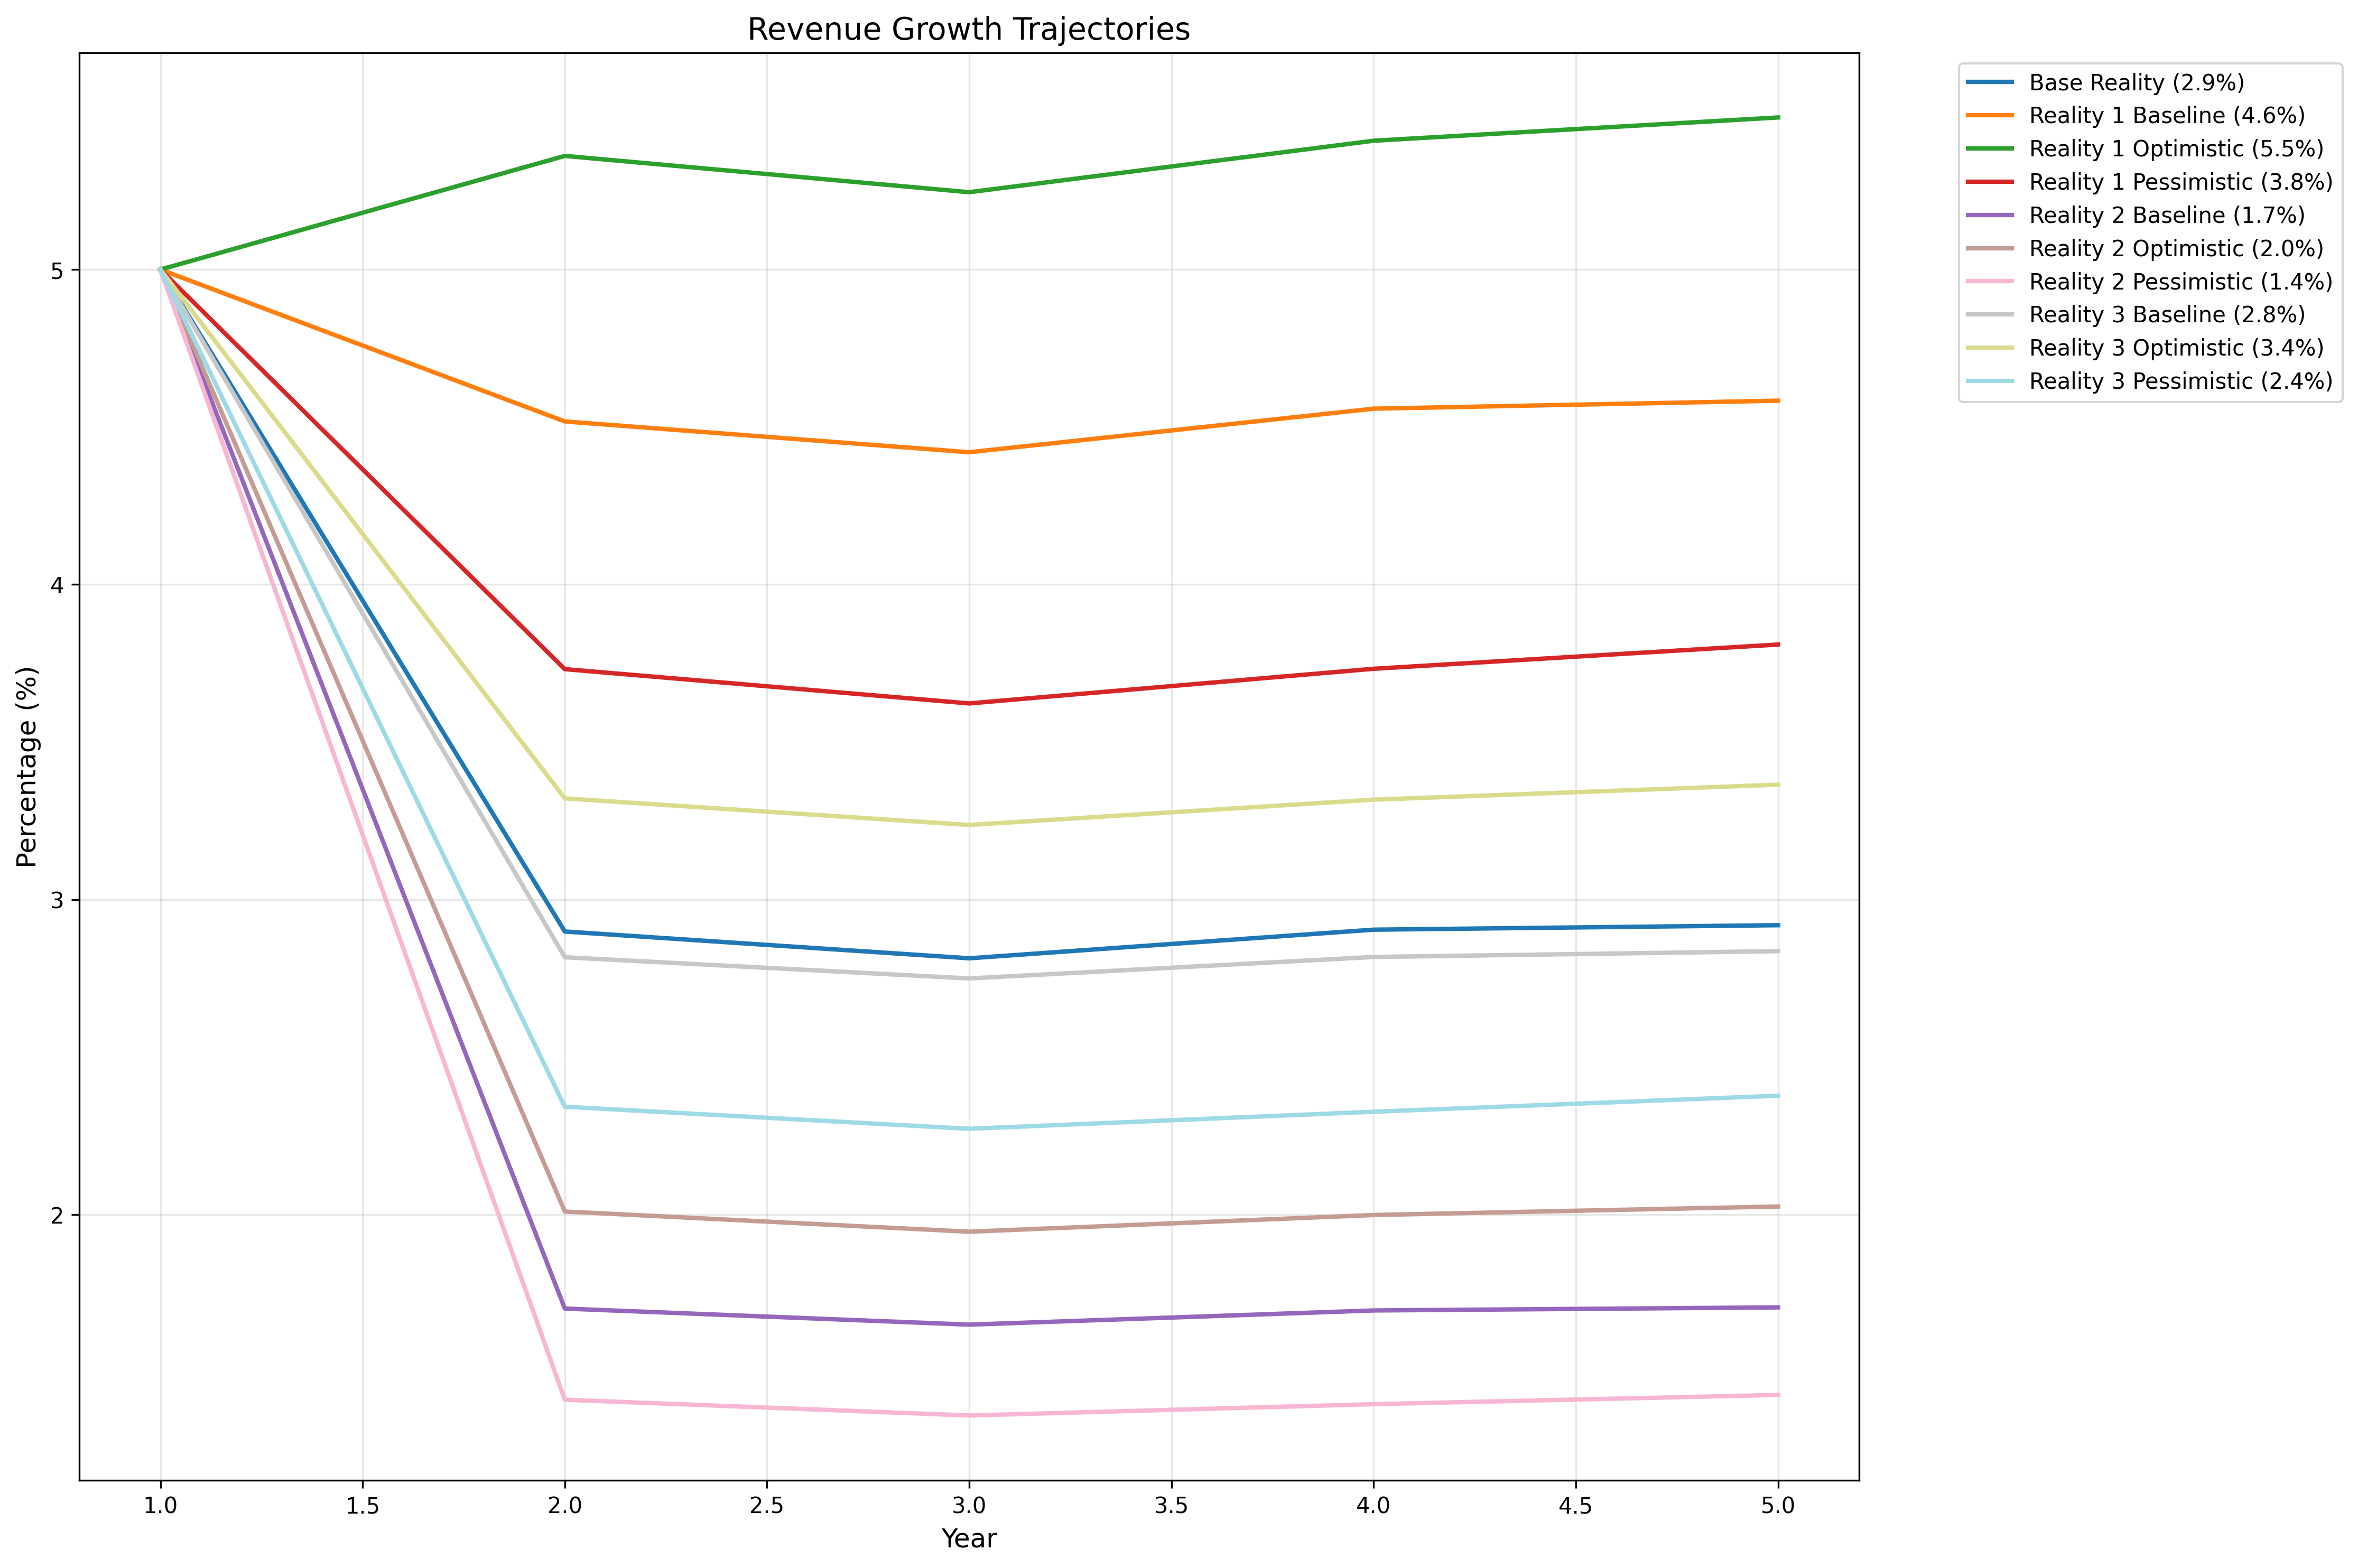 Revenue Growth Trajectories
Base Reality (2.9%)
Reality 1 Baseline (4.6%)
Reality 1 Optimistic (5.5%)
Reality 1 Pessimistic (3.8%)
Reality 2 Baseline (1.7%)
Reality 2 Optimistic (2.0%)
Reality 2 Pessimistic (1.4%)
Reality 3 Baseline (2.8%)
Reality 3 Optimistic (3.4%)
Reality 3 Pessimistic (2.4%)
Percentage (%)
5
4
3
2
1.0 1.5 2.0 2.5 3.0 3.5 4.0 4.5 5.0
Year